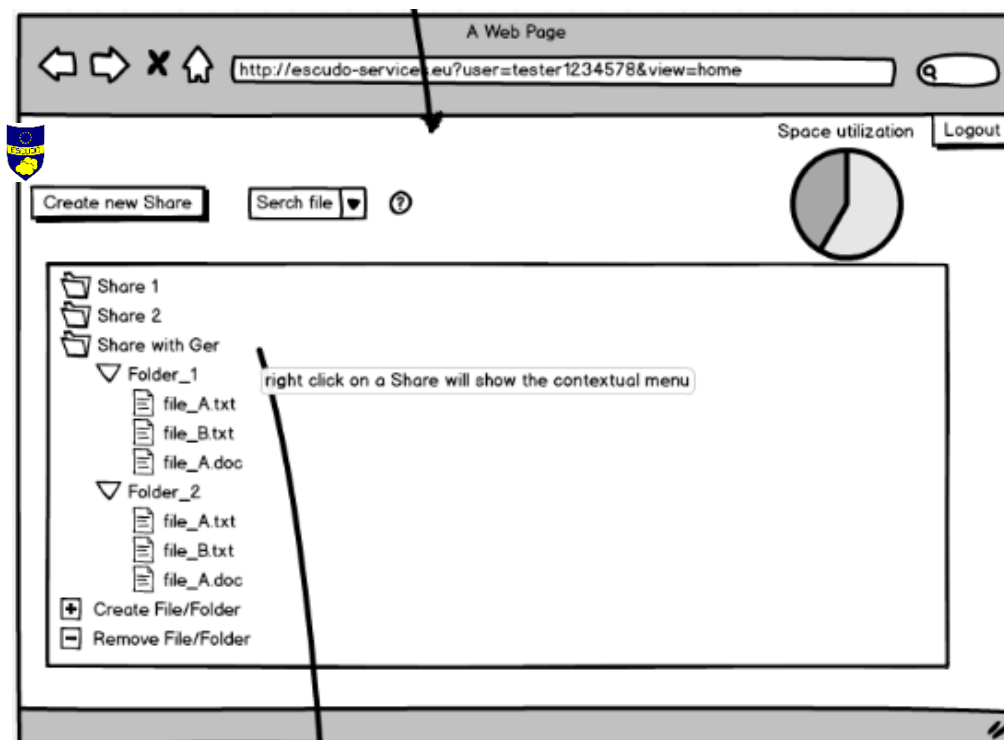 A Web Page
http://escudo-services.eu?user=tester1234578&view=home
Space utilization
Logout
ESCUDO
Create new Share
Serch file
?
Share 1
Share 2
Share with Ger
Folder_1
right click on a Share will show the contextual menu
file_A.txt
file_B.txt
file_A.doc
Folder_2
file_A.txt
file_B.txt
file_A.doc
Create File/Folder
Remove File/Folder